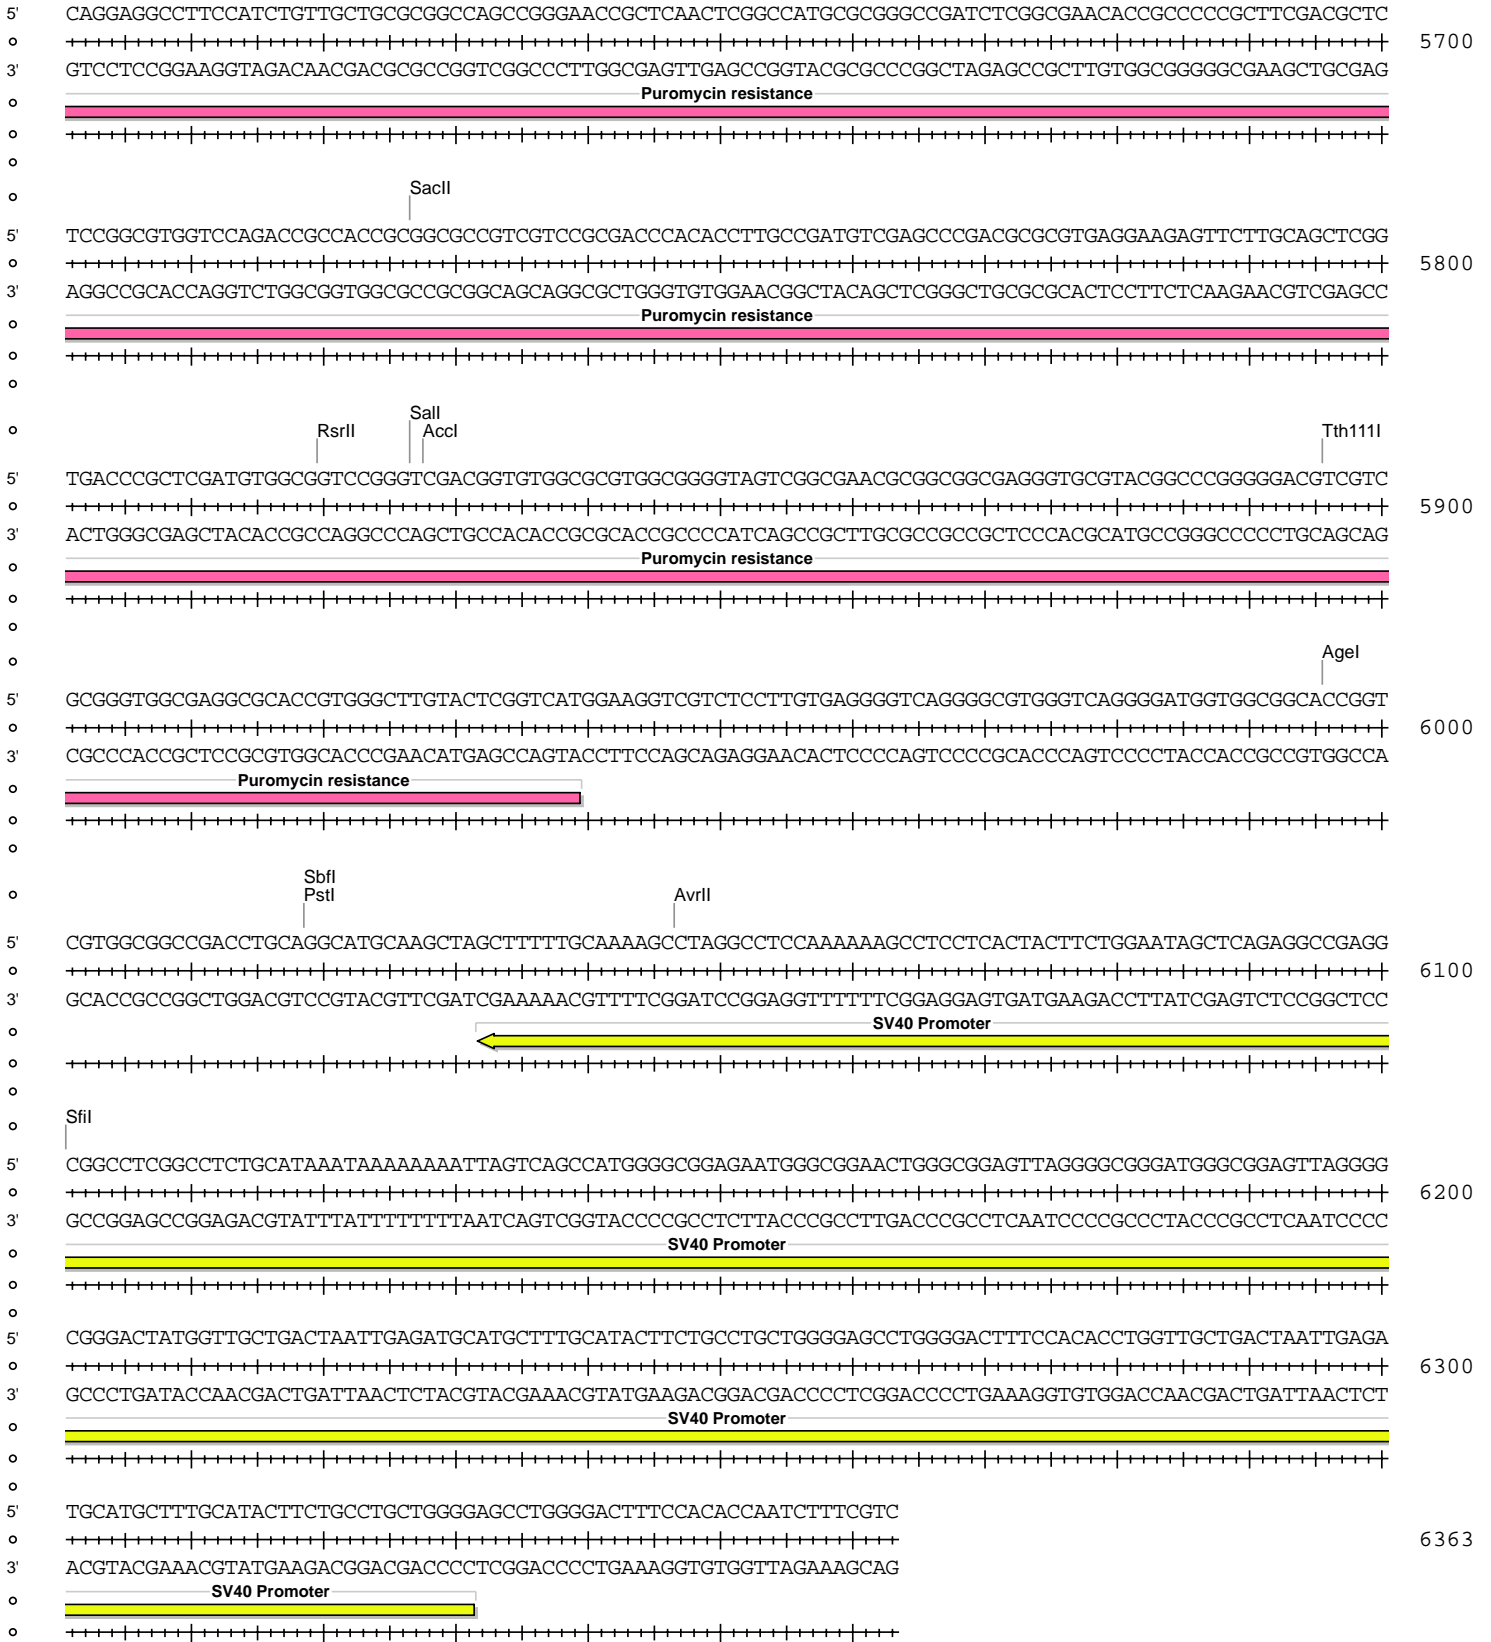 5' CAGGAGGCCTTCCATCTGTTGCTGCGCGGCCAGCCGGGAACCGCTCAACTCGGCCATGCGCGGGCCGATCTCGGCGAACACCGCCCCCGCTTCGACGCTC
5700
3' GTCCTCCGGAAGGTAGACAACGACGCGCCGGTCGGCCCTTGGCGAGTTGAGCCGGTACGCGCCCGGCTAGAGCCGCTTGTGGCGGGGGCGAAGCTGCGAG
Puromycin resistance
SacII
5' TCCGGCGTGGTCCAGACCGCCACCGCGGCGCCGTCGTCCGCGACCCACACCTTGCCGATGTCGAGCCCGACGCGCGTGAGGAAGAGTTCTTGCAGCTCGG
5800
3' AGGCCGCACCAGGTCTGGCGGTGGCGCCGCGGCAGCAGGCGCTGGGTGTGGAACGGCTACAGCTCGGGCTGCGCGCACTCCTTCTCAAGAACGTCGAGCC
Puromycin resistance
SalI
RsrII AccI Tth111I
5' TGACCCGCTCGATGTGGCGGTCCGGGTCGACGGTGTGGCGCGTGGCGGGGTAGTCGGCGAACGCGGCGGCGAGGGTGCGTACGGCCCGGGGGACGTCGTC
5900
3' ACTGGGCGAGCTACACCGCCAGGCCCAGCTGCCACACCGCGCACCGCCCCATCAGCCGCTTGCGCCGCCGCTCCCACGCATGCCGGGCCCCCTGCAGCAG
Puromycin resistance
AgeI
5' GCGGGTGGCGAGGCGCACCGTGGGCTTGTACTCGGTCATGGAAGGTCGTCTCCTTGTGAGGGGTCAGGGGCGTGGGTCAGGGGATGGTGGCGGCACCGGT
6000
3' CGCCCACCGCTCCGCGTGGCACCCGAACATGAGCCAGTACCTTCCAGCAGAGGAACACTCCCCAGTCCCCGCACCCAGTCCCCTACCACCGCCGTGGCCA
Puromycin resistance
SbfI
PstI AvrII
5' CGTGGCGGCCGACCTGCAGGCATGCAAGCTAGCTTTTTGCAAAAGCCTAGGCCTCCAAAAAAGCCTCCTCACTACTTCTGGAATAGCTCAGAGGCCGAGG
6100
3' GCACCGCCGGCTGGACGTCCGTACGTTCGATCGAAAAACGTTTTCGGATCCGGAGGTTTTTTCGGAGGAGTGATGAAGACCTTATCGAGTCTCCGGCTCC
SV40 Promoter
SfiI
5' CGGCCTCGGCCTCTGCATAAATAAAAAAAATTAGTCAGCCATGGGGCGGAGAATGGGCGGAACTGGGCGGAGTTAGGGGCGGGATGGGCGGAGTTAGGGG
6200
3' GCCGGAGCCGGAGACGTATTTATTTTTTTTAATCAGTCGGTACCCCGCCTCTTACCCGCCTTGACCCGCCTCAATCCCCGCCCTACCCGCCTCAATCCCC
SV40 Promoter
5' CGGGACTATGGTTGCTGACTAATTGAGATGCATGCTTTGCATACTTCTGCCTGCTGGGGAGCCTGGGGACTTTCCACACCTGGTTGCTGACTAATTGAGA
6300
3' GCCCTGATACCAACGACTGATTAACTCTACGTACGAAACGTATGAAGACGGACGACCCCTCGGACCCCTGAAAGGTGTGGACCAACGACTGATTAACTCT
SV40 Promoter
5' TGCATGCTTTGCATACTTCTGCCTGCTGGGGAGCCTGGGGACTTTCCACACCAATCTTTCGTC
6363
3' ACGTACGAAACGTATGAAGACGGACGACCCCTCGGACCCCTGAAAGGTGTGGTTAGAAAGCAG
SV40 Promoter